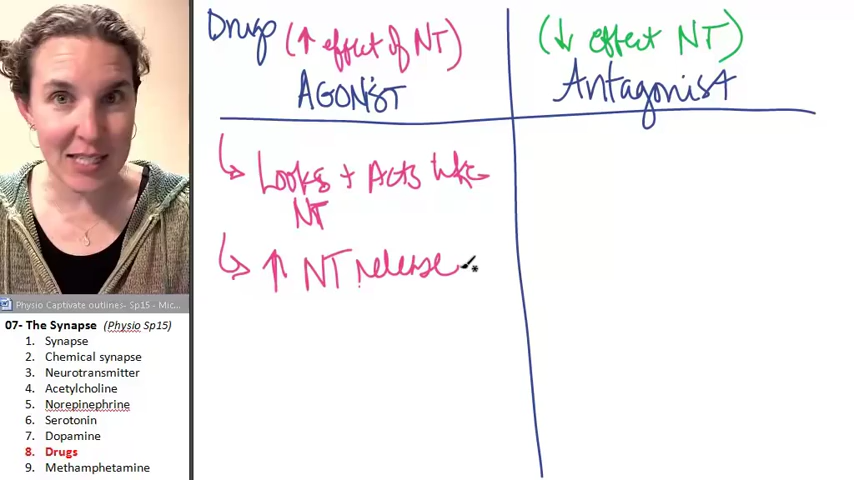 Drugs (↑ effect of NT)
AGONIST
(↓ effect NT)
Antagonist
↳ Looks + Acts like
NT
↳ ↑ NT release
Physio Captivate outlines- Sp15 - Mic...
07- The Synapse (Physio Sp15)
1. Synapse
2. Chemical synapse
3. Neurotransmitter
4. Acetylcholine
5. Norepinephrine
6. Serotonin
7. Dopamine
8. Drugs
9. Methamphetamine